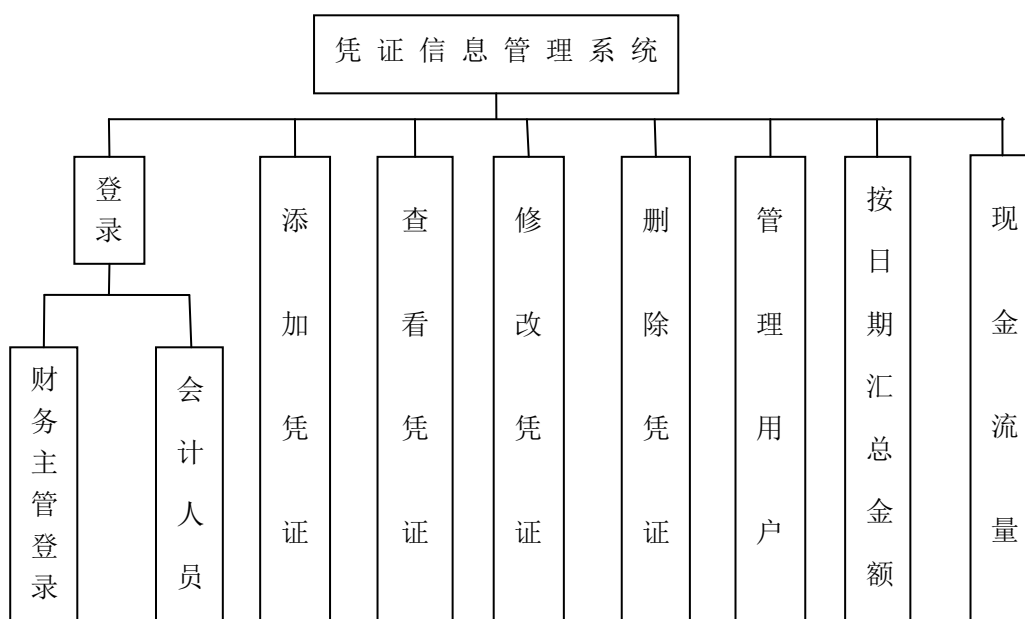 凭证信息管理系统
登录
添加凭证
查看凭证
修改凭证
删除凭证
管理用户
按日期汇总金额
现金流量
财务主管登录
会计人员